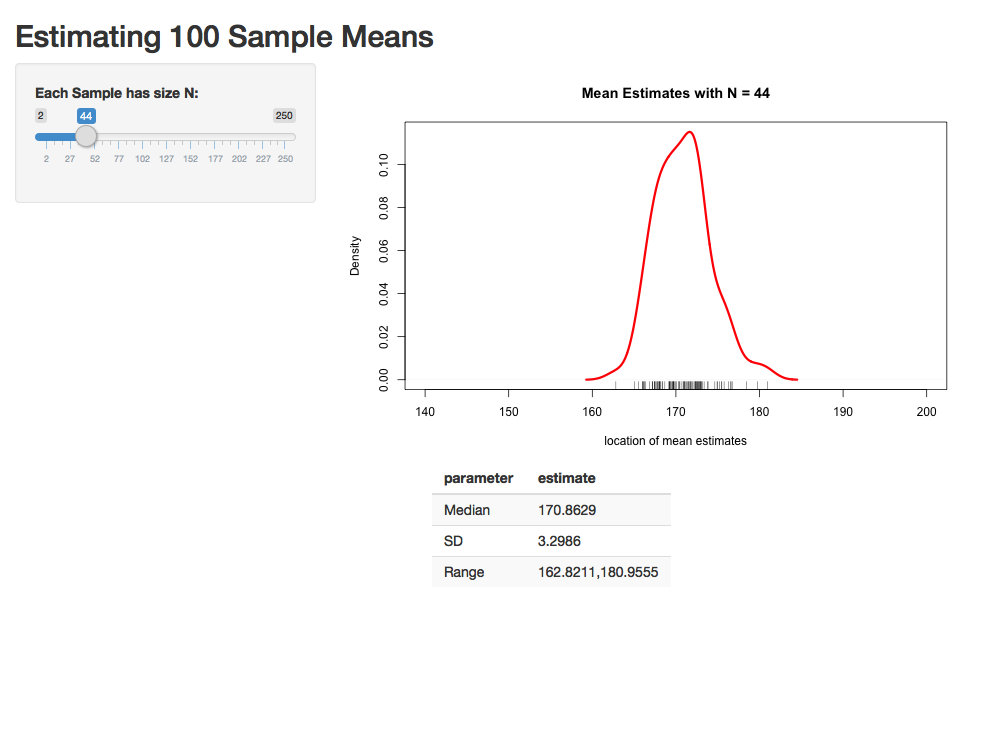 Estimating 100 Sample Means
Each Sample has size N:
2 44 250
2 27 52 77 102 127 152 177 202 227 250
Mean Estimates with N = 44
Density
0.10
0.08
0.06
0.04
0.02
0.00
140 150 160 170 180 190 200
location of mean estimates
parameter estimate
Median 170.8629
SD 3.2986
Range 162.8211,180.9555